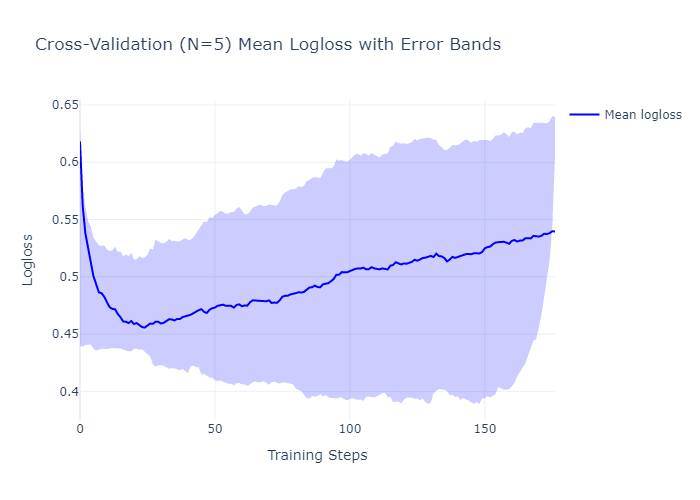 Cross-Validation (N=5) Mean Logloss with Error Bands
Mean logloss
Logloss
0.65
0.6
0.55
0.5
0.45
0.4
0
50
100
150
Training Steps